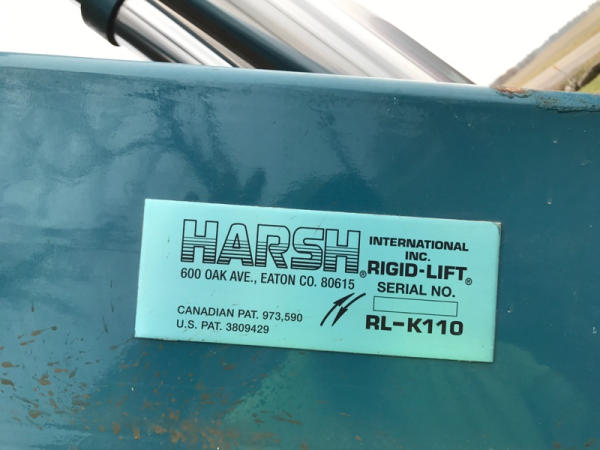 HARSH®
INTERNATIONAL
INC.
RIGID-LIFT®
600 OAK AVE., EATON CO. 80615
SERIAL NO.
CANADIAN PAT. 973,590
U.S. PAT. 3809429
RL-K110